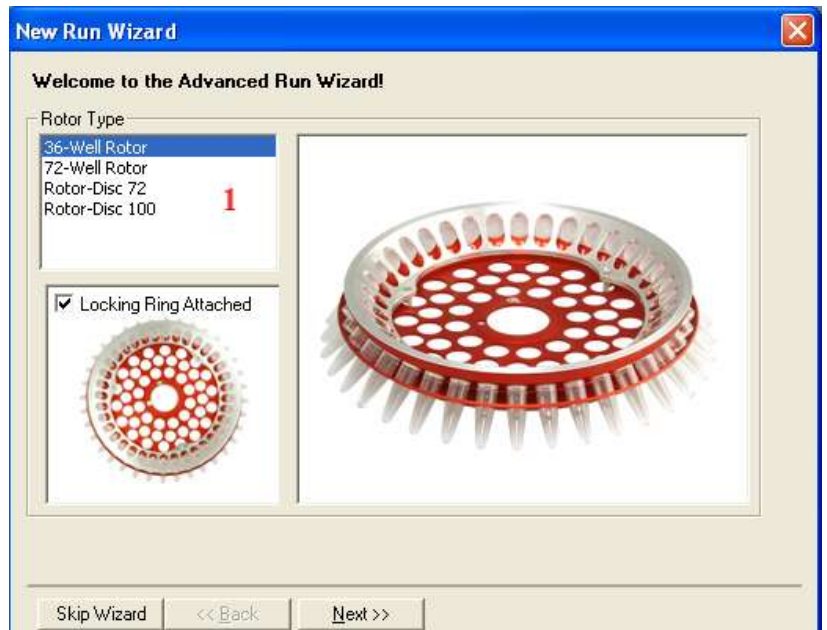 New Run Wizard
Welcome to the Advanced Run Wizard!
Rotor Type
36-Well Rotor
72-Well Rotor
Rotor-Disc 72
Rotor-Disc 100
1
Locking Ring Attached
Skip Wizard
<< Back
Next >>